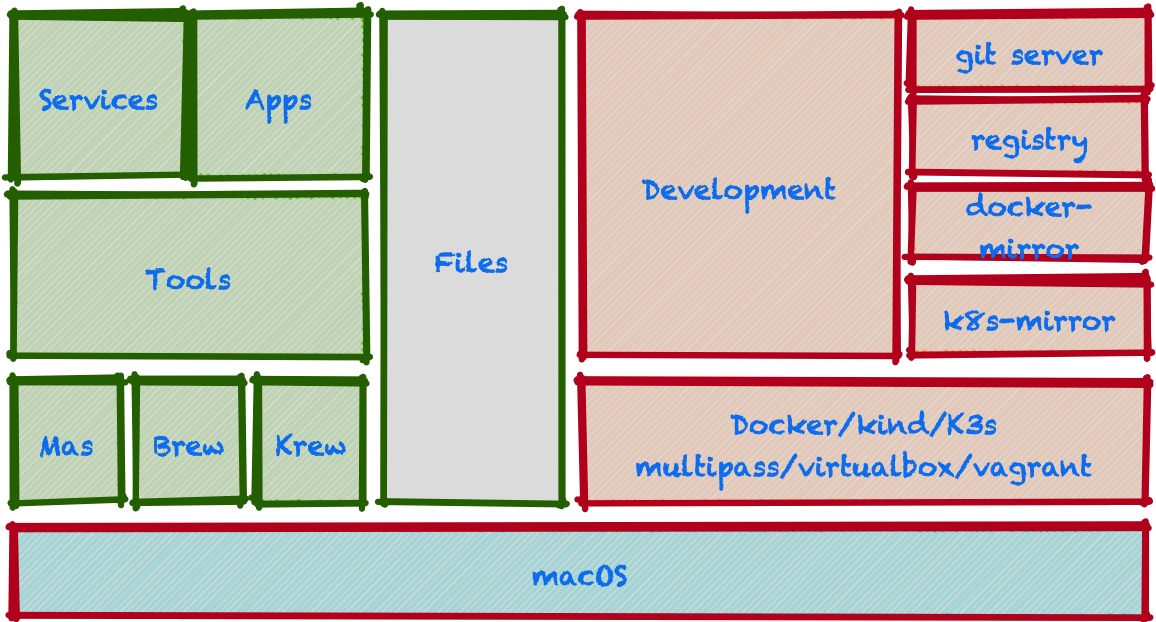 Services
Apps
Tools
Mas
Brew
Krew
Files
Development
git server
registry
docker-
mirror
k8s-mirror
Docker/kind/K3s
multipass/virtualbox/vagrant
macOS